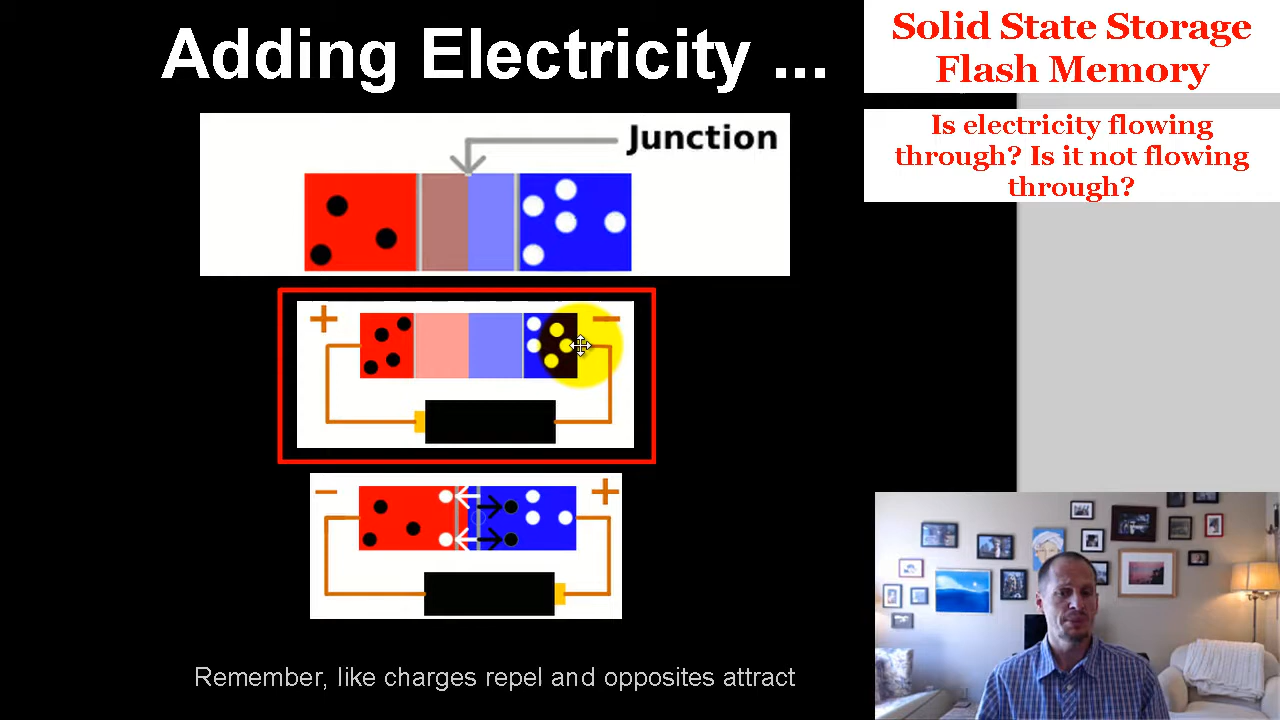 Adding Electricity ...
Solid State Storage
Flash Memory
Is electricity flowing
through? Is it not flowing
through?
Junction
+ −
− +
Remember, like charges repel and opposites attract